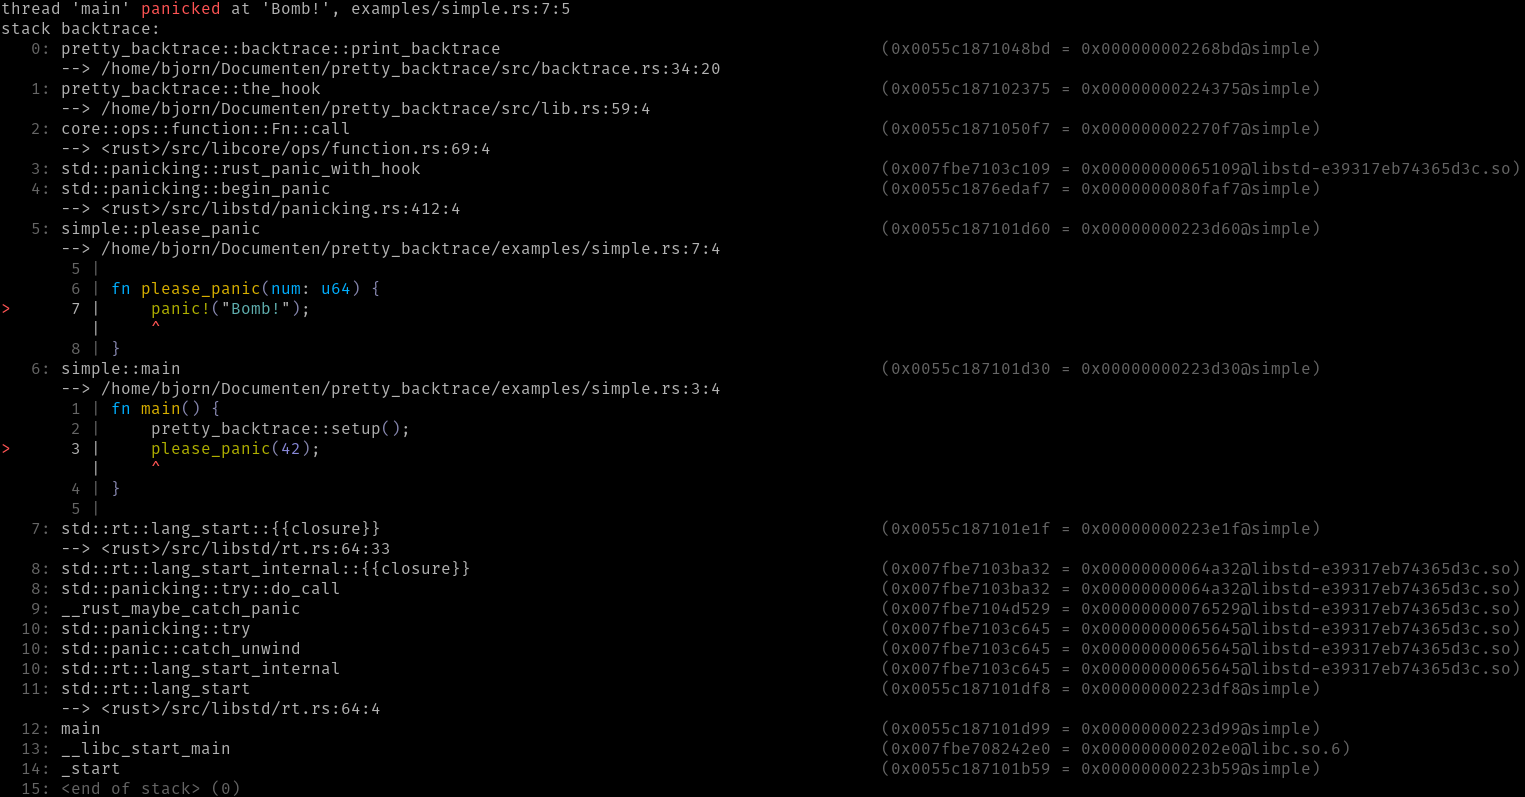 thread 'main' panicked at 'Bomb!', examples/simple.rs:7:5
stack backtrace:
   0: pretty_backtrace::backtrace::print_backtrace                                      (0x0055c1871048bd = 0x000000002268bd@simple)
      --> /home/bjorn/Documenten/pretty_backtrace/src/backtrace.rs:34:20
   1: pretty_backtrace::the_hook                                                        (0x0055c187102375 = 0x00000000224375@simple)
      --> /home/bjorn/Documenten/pretty_backtrace/src/lib.rs:59:4
   2: core::ops::function::Fn::call                                                     (0x0055c1871050f7 = 0x000000002270f7@simple)
      --> <rust>/src/libcore/ops/function.rs:69:4
   3: std::panicking::rust_panic_with_hook                                              (0x007fbe7103c109 = 0x00000000065109@libstd-e39317eb74365d3c.so)
   4: std::panicking::begin_panic                                                       (0x0055c1876edaf7 = 0x0000000080faf7@simple)
      --> <rust>/src/libstd/panicking.rs:412:4
   5: simple::please_panic                                                              (0x0055c187101d60 = 0x00000000223d60@simple)
      --> /home/bjorn/Documenten/pretty_backtrace/examples/simple.rs:7:4
       5 |
       6 | fn please_panic(num: u64) {
>      7 |     panic!("Bomb!");
         |     ^
       8 | }
   6: simple::main                                                                      (0x0055c187101d30 = 0x00000000223d30@simple)
      --> /home/bjorn/Documenten/pretty_backtrace/examples/simple.rs:3:4
       1 | fn main() {
       2 |     pretty_backtrace::setup();
>      3 |     please_panic(42);
         |     ^
       4 | }
       5 |
   7: std::rt::lang_start::{{closure}}                                                  (0x0055c187101e1f = 0x00000000223e1f@simple)
      --> <rust>/src/libstd/rt.rs:64:33
   8: std::rt::lang_start_internal::{{closure}}                                         (0x007fbe7103ba32 = 0x00000000064a32@libstd-e39317eb74365d3c.so)
   8: std::panicking::try::do_call                                                      (0x007fbe7103ba32 = 0x00000000064a32@libstd-e39317eb74365d3c.so)
   9: __rust_maybe_catch_panic                                                          (0x007fbe7104d529 = 0x00000000076529@libstd-e39317eb74365d3c.so)
  10: std::panicking::try                                                               (0x007fbe7103c645 = 0x00000000065645@libstd-e39317eb74365d3c.so)
  10: std::panic::catch_unwind                                                          (0x007fbe7103c645 = 0x00000000065645@libstd-e39317eb74365d3c.so)
  10: std::rt::lang_start_internal                                                      (0x007fbe7103c645 = 0x00000000065645@libstd-e39317eb74365d3c.so)
  11: std::rt::lang_start                                                               (0x0055c187101df8 = 0x00000000223df8@simple)
      --> <rust>/src/libstd/rt.rs:64:4
  12: main                                                                              (0x0055c187101d99 = 0x00000000223d99@simple)
  13: __libc_start_main                                                                 (0x007fbe708242e0 = 0x000000000202e0@libc.so.6)
  14: _start                                                                            (0x0055c187101b59 = 0x00000000223b59@simple)
  15: <end of stack> (0)